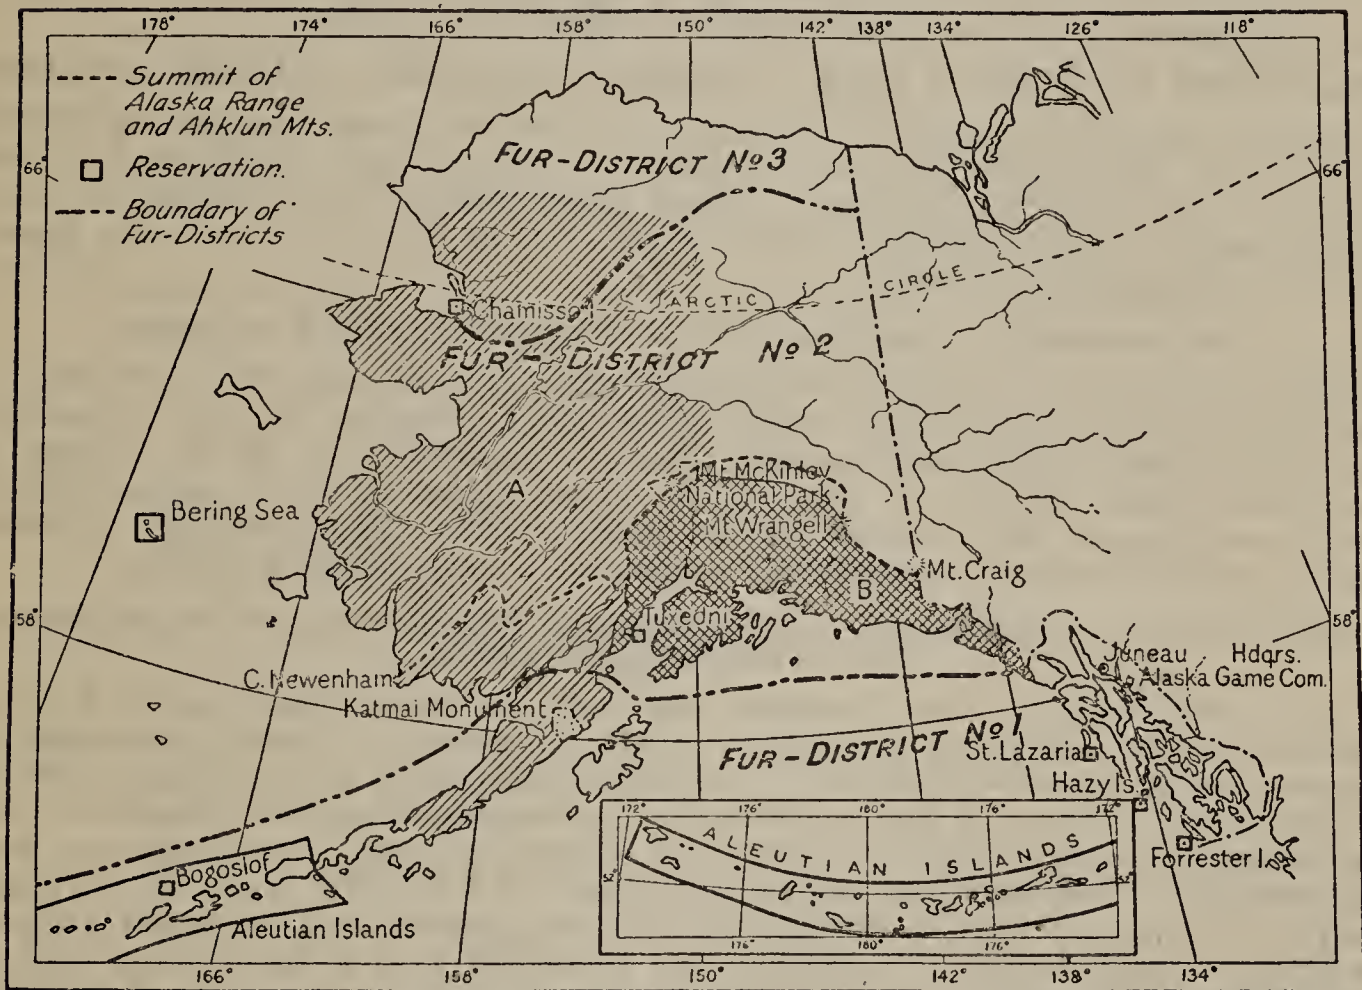 178° 174° 166° 158° 150° 142° 138° 134° 126° 118°
Summit of
Alaska Range
and Ahklun Mts.
Reservation.
Boundary of
Fur-Districts
66°
66°
FUR-DISTRICT No 3
ARCTIC CIRCLE
Chamisso I
FUR-DISTRICT No 2
A
Mt. McKinley
National Park
Mt. Wrangell
Bering Sea
Mt. Craig
B
Tuxedni
58°
58°
Juneau Hdqrs.
Alaska Game Com.
C. Newenham
Katmai Monument
FUR-DISTRICT No 1
St. Lazaria
Hazy Is.
Forrester I.
Bogoslof
Aleutian Islands
172° 176° 180° 176° 172°
ALEUTIAN ISLANDS
52°
52°
176° 180° 176°
166° 158° 150° 142° 138° 134°